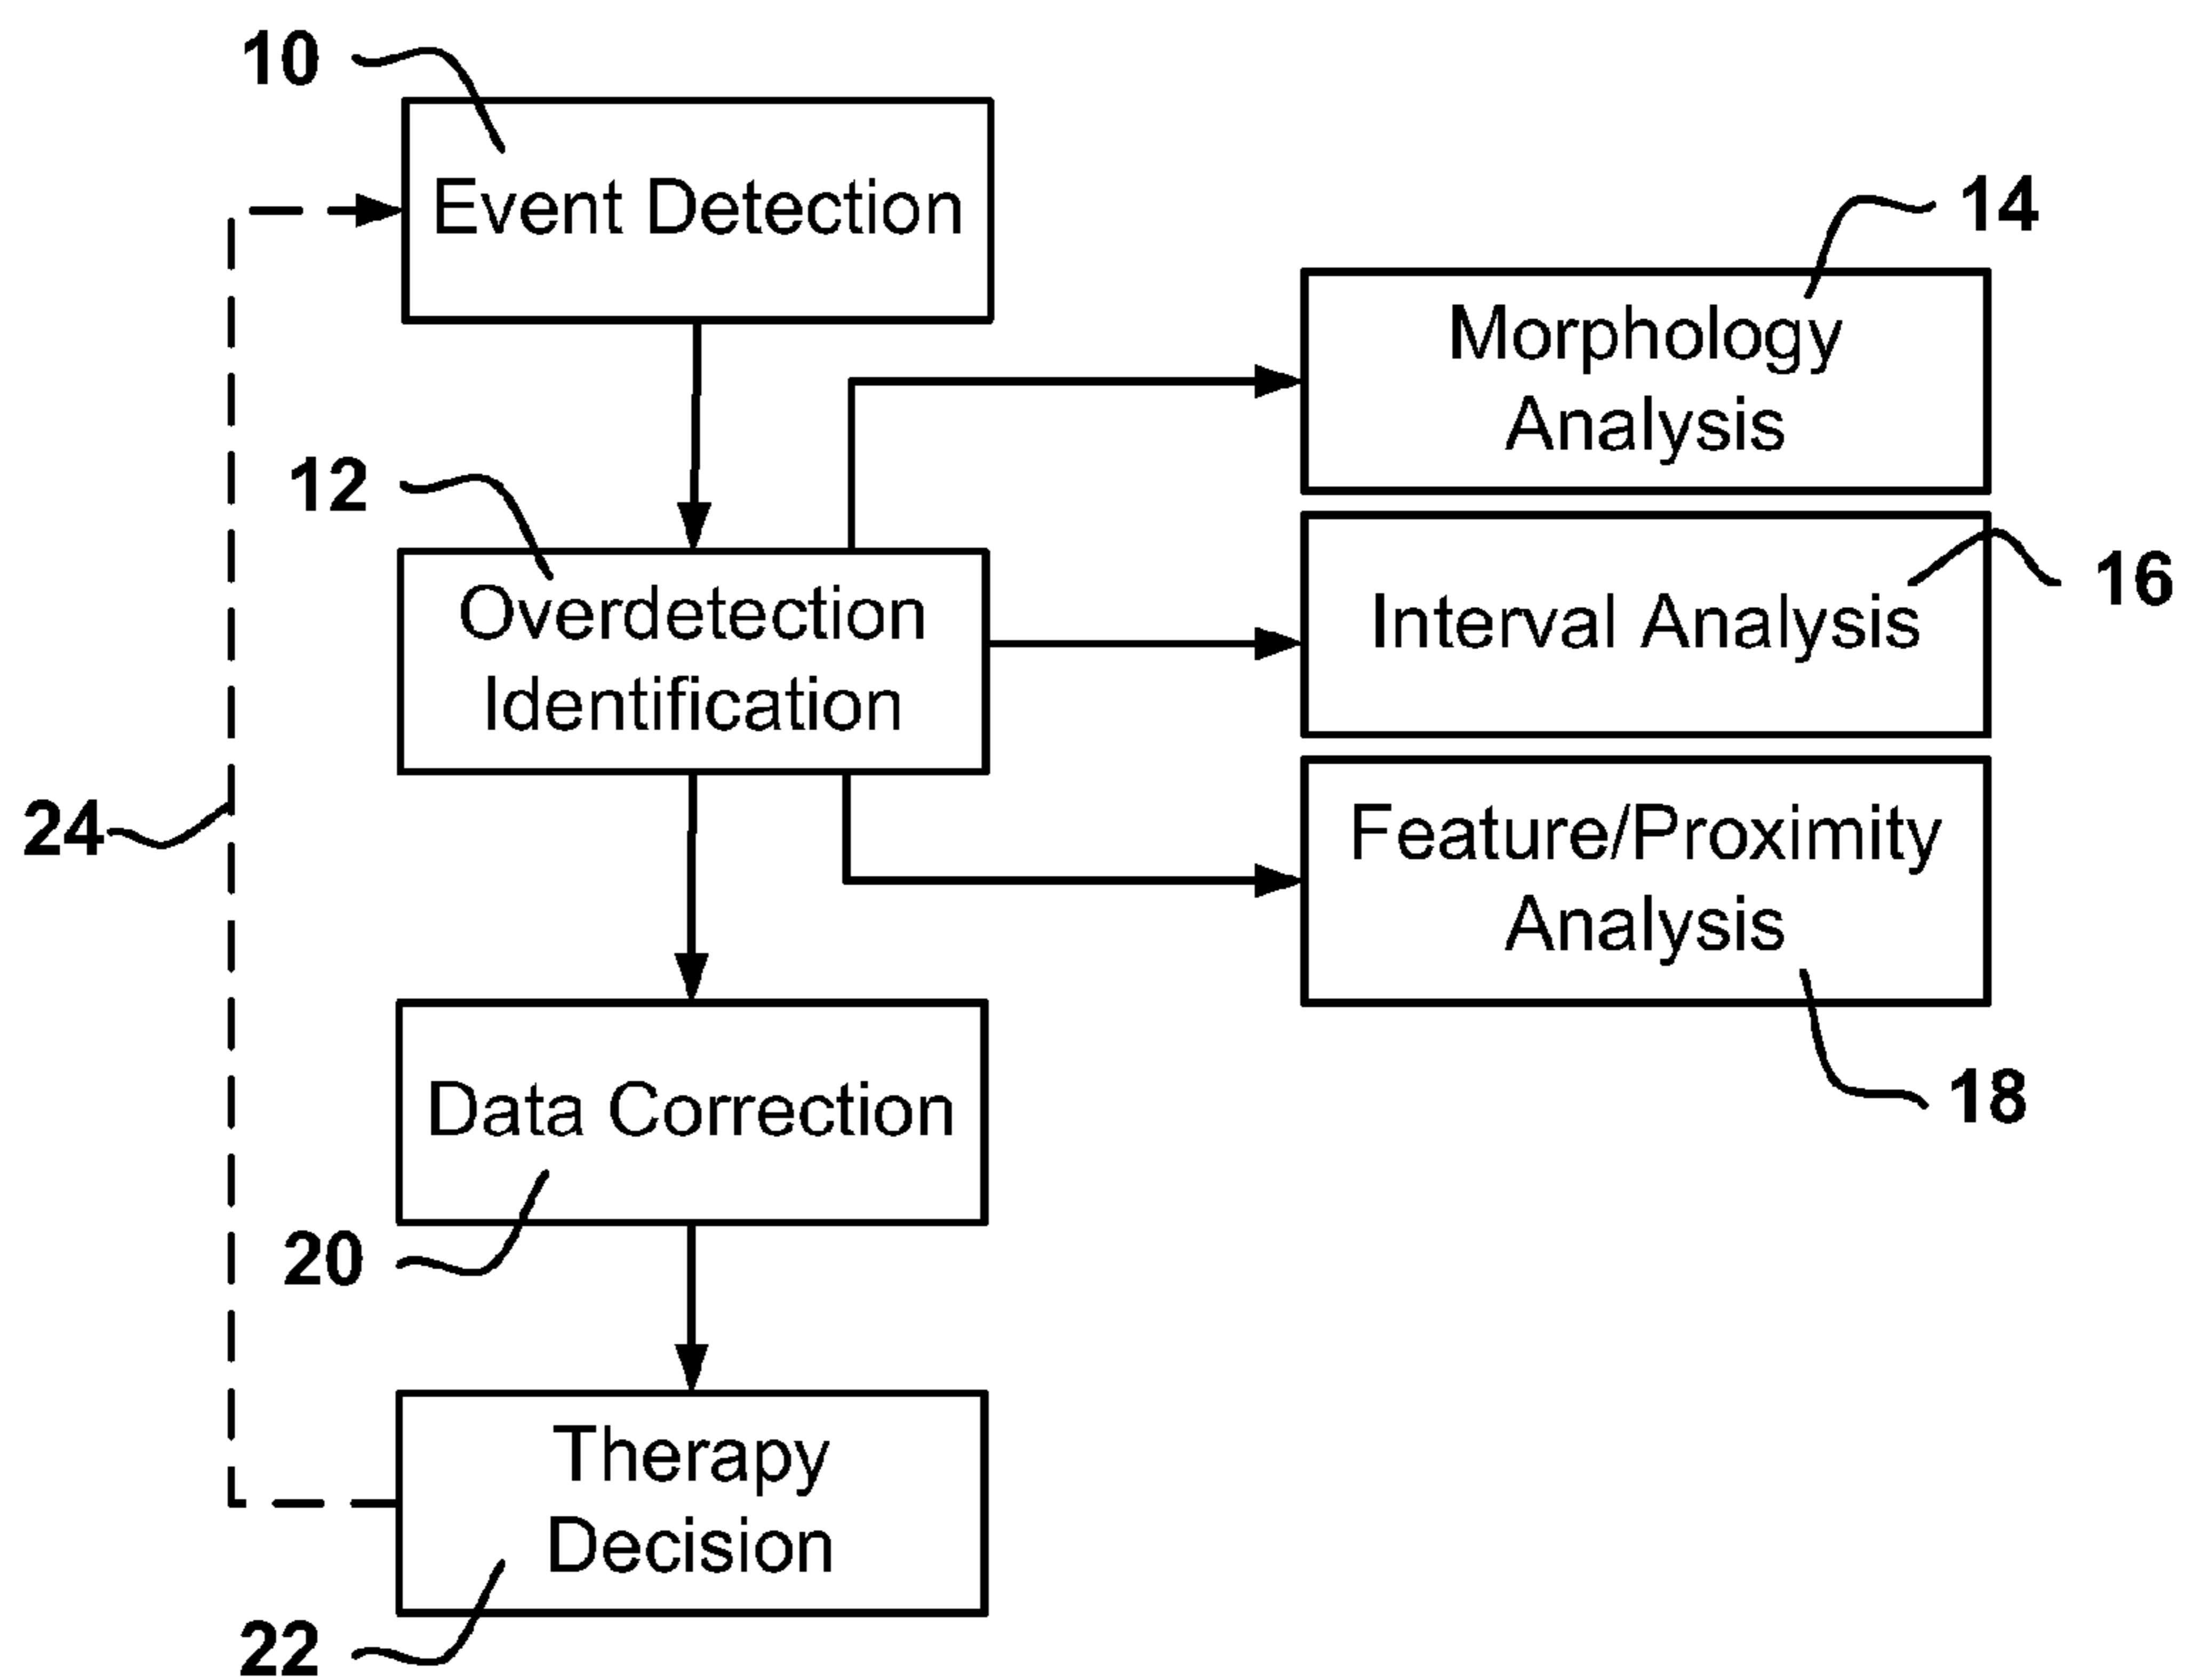 10
Event Detection
14
Morphology
Analysis
12
Overdetection
Identification
16
Interval Analysis
24
Feature/Proximity
Analysis
18
Data Correction
20
Therapy
Decision
22